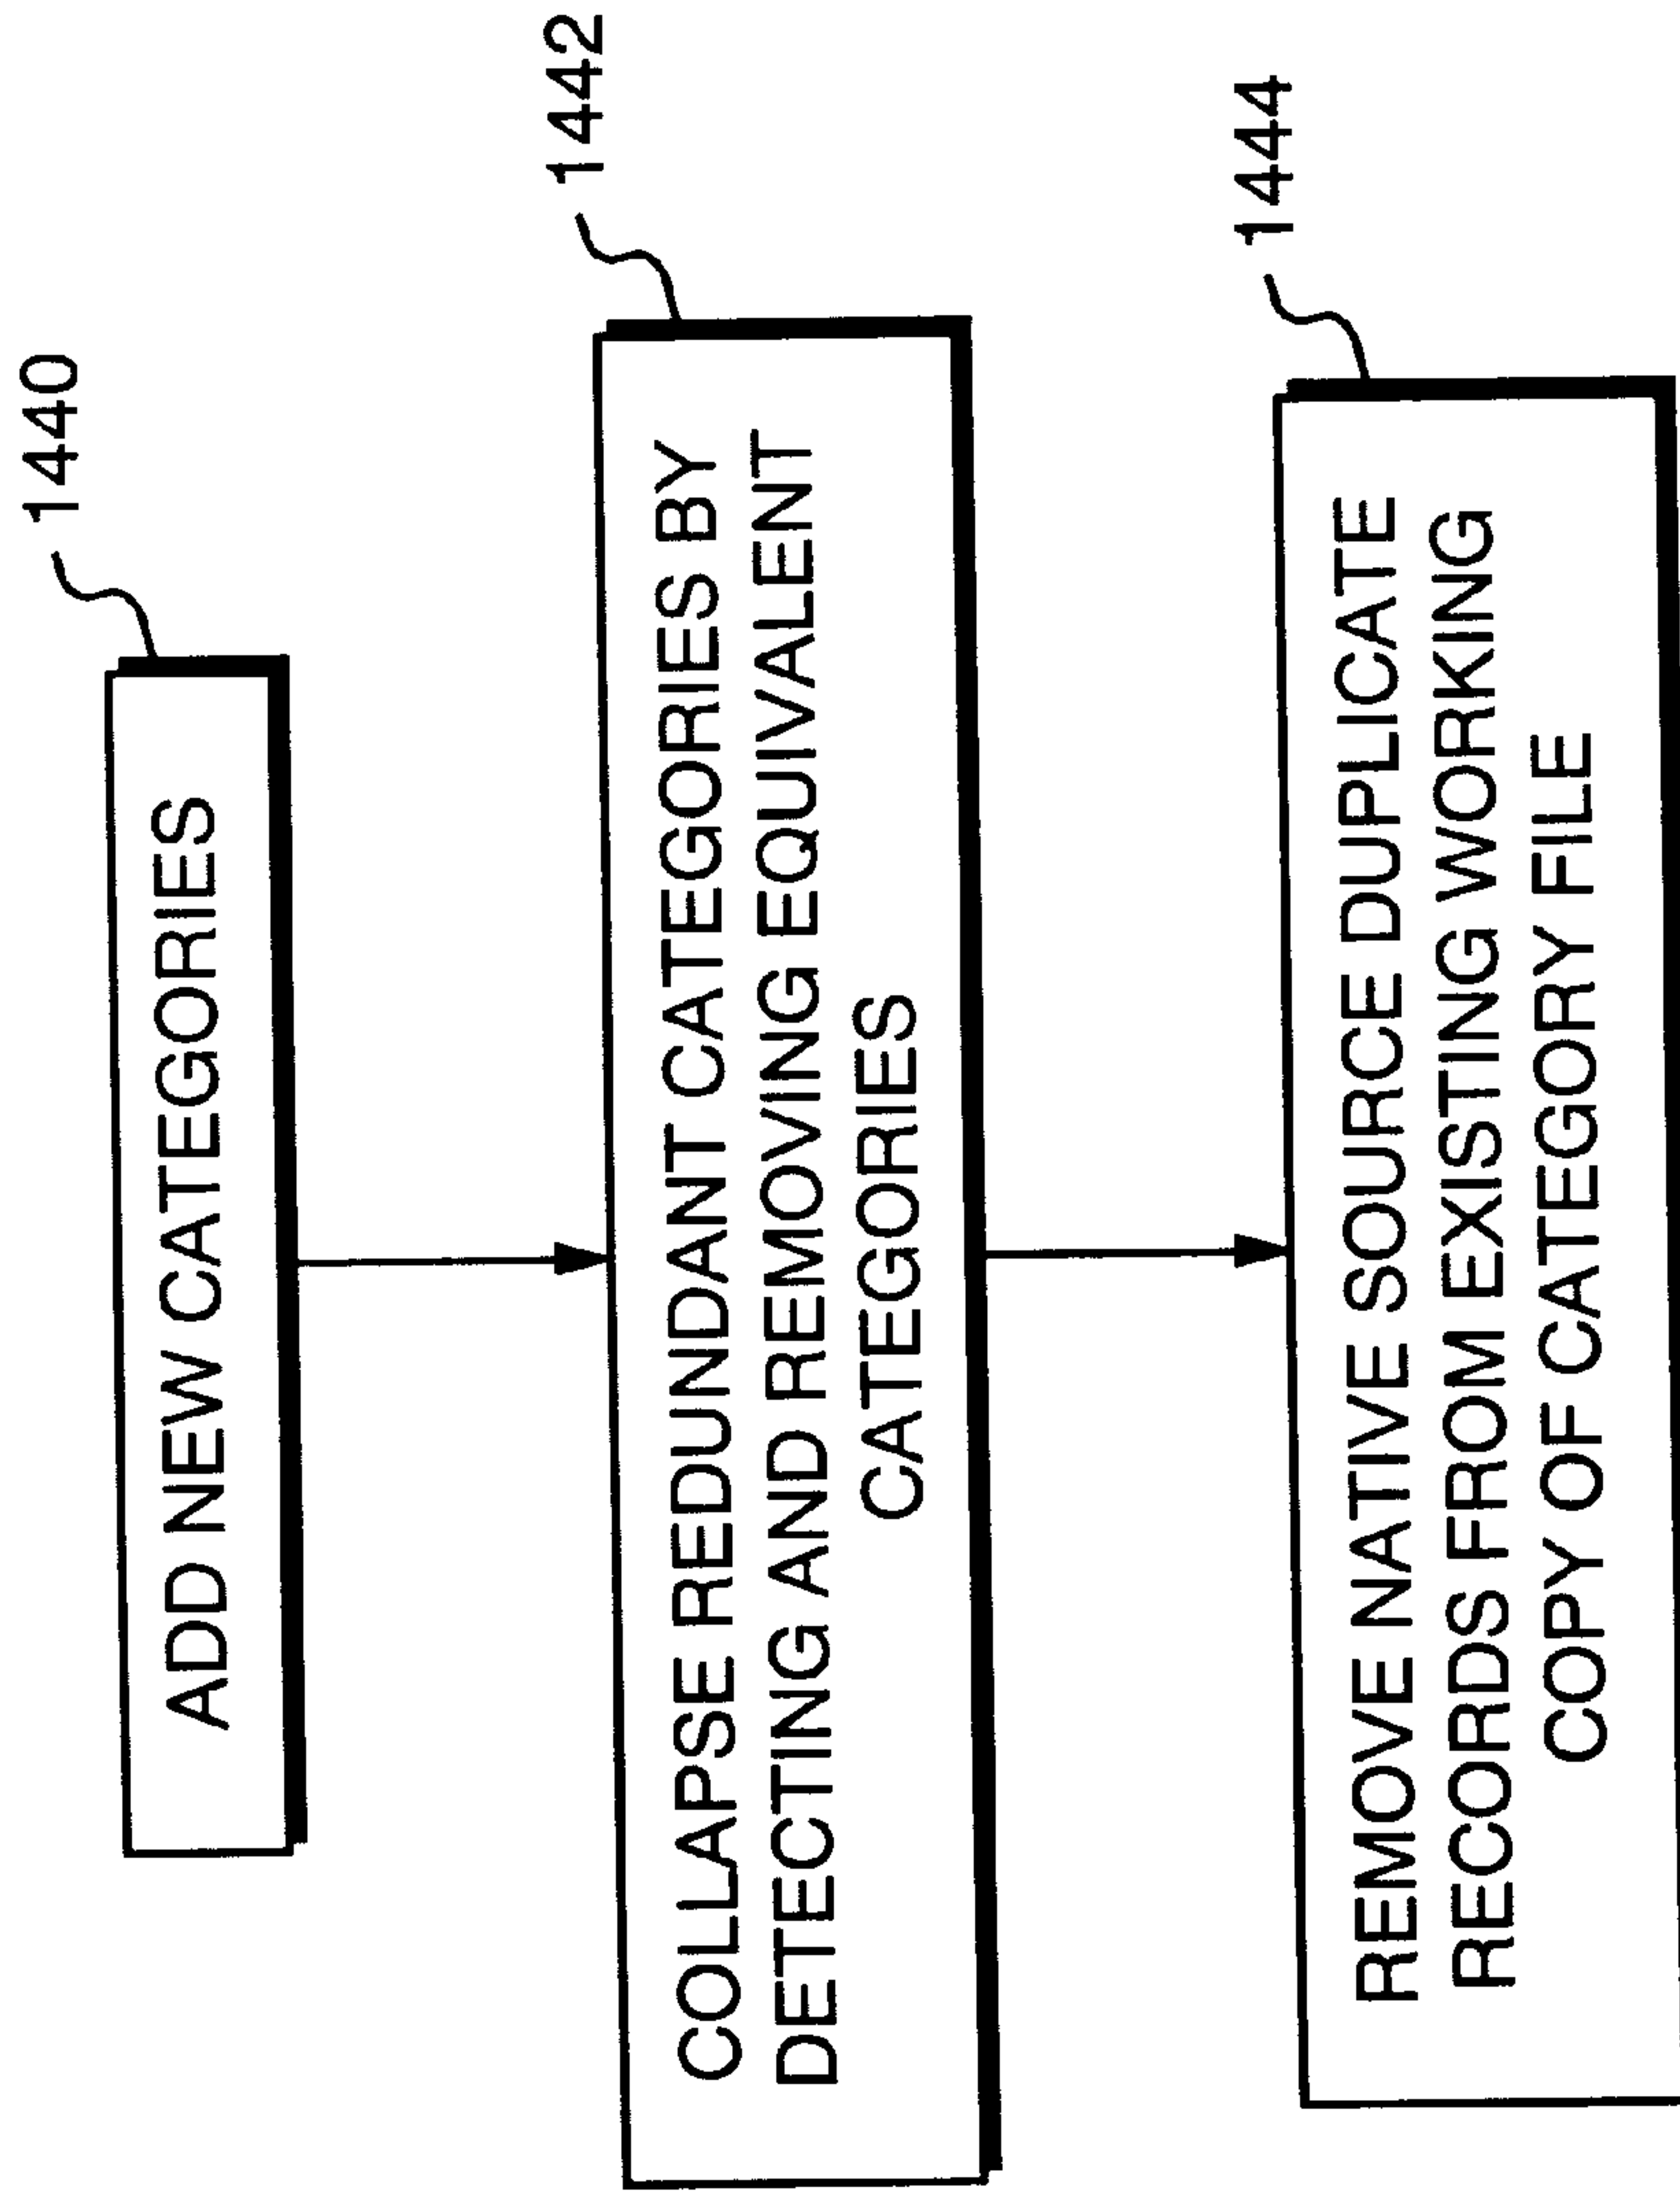 1440
ADD NEW CATEGORIES
1442
COLLAPSE REDUNDANT CATEGORIES BY
DETECTING AND REMOVING EQUIVALENT
CATEGORIES
1444
REMOVE NATIVE SOURCE DUPLICATE
RECORDS FROM EXISTING WORKING
COPY OF CATEGORY FILE